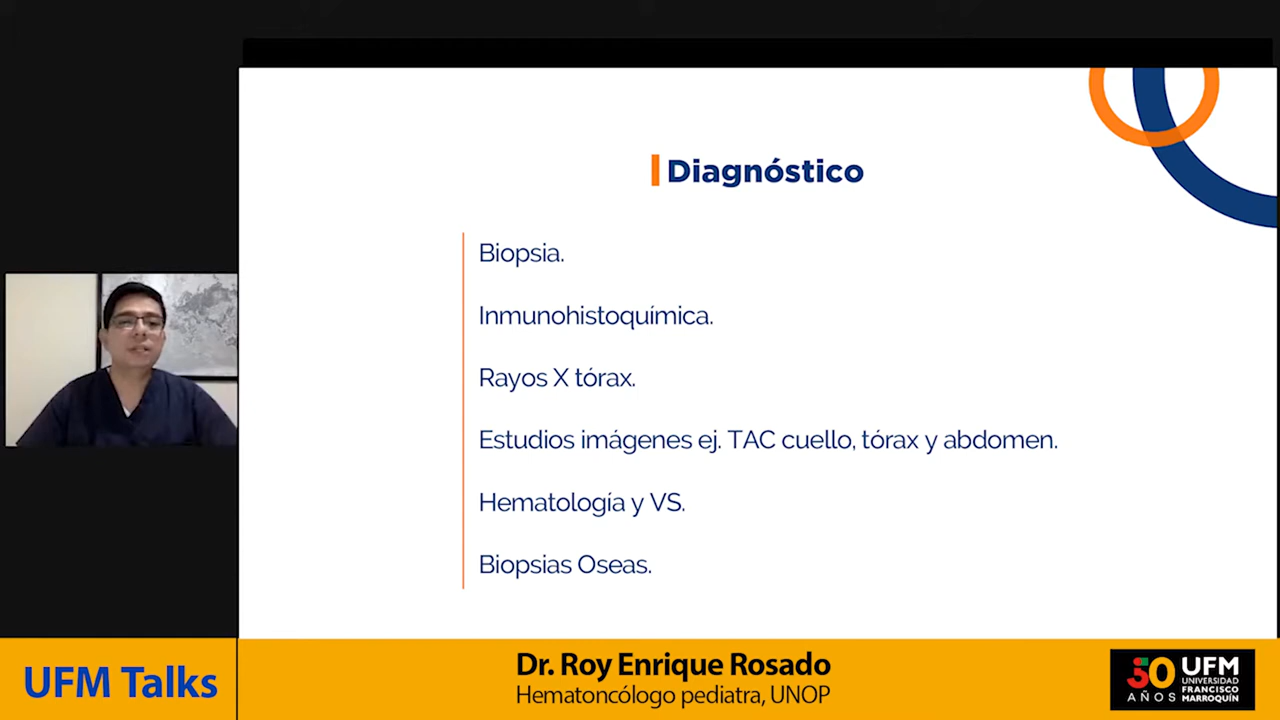 Diagnóstico
Biopsia.
Inmunohistoquímica.
Rayos X tórax.
Estudios imágenes ej. TAC cuello, tórax y abdomen.
Hematología y VS.
Biopsias Oseas.
UFM Talks
Dr. Roy Enrique Rosado
Hematoncólogo pediatra, UNOP
50
AÑOS
UFM
UNIVERSIDAD
FRANCISCO
MARROQUÍN